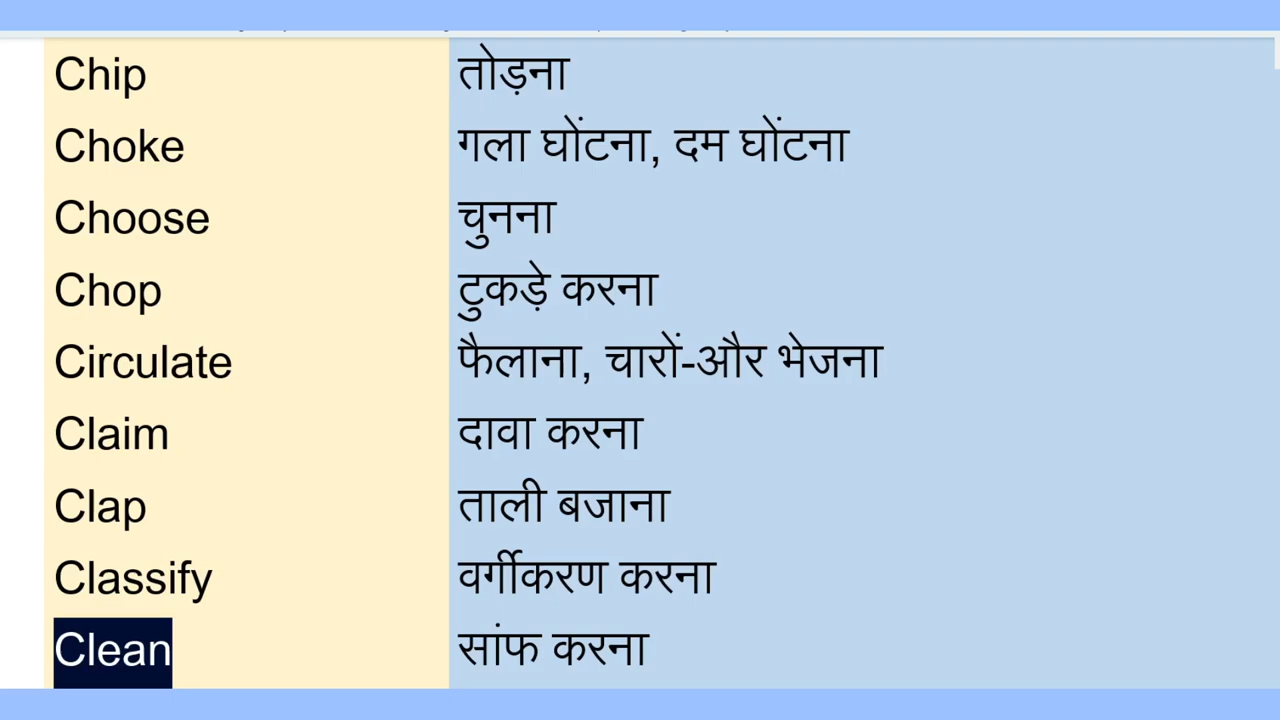 Chip तोड़ना
Choke गला घोंटना, दम घोंटना
Choose चुनना
Chop टुकड़े करना
Circulate फैलाना, चारों-और भेजना
Claim दावा करना
Clap ताली बजाना
Classify वर्गीकरण करना
Clean सांफ करना